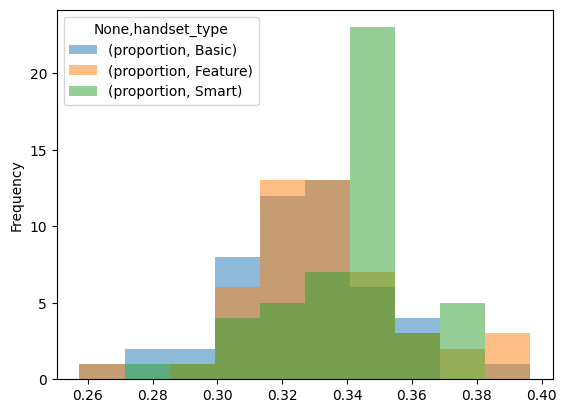 None,handset_type
(proportion, Basic)
(proportion, Feature)
(proportion, Smart)
Frequency
20
15
10
5
0
0.26 0.28 0.30 0.32 0.34 0.36 0.38 0.40